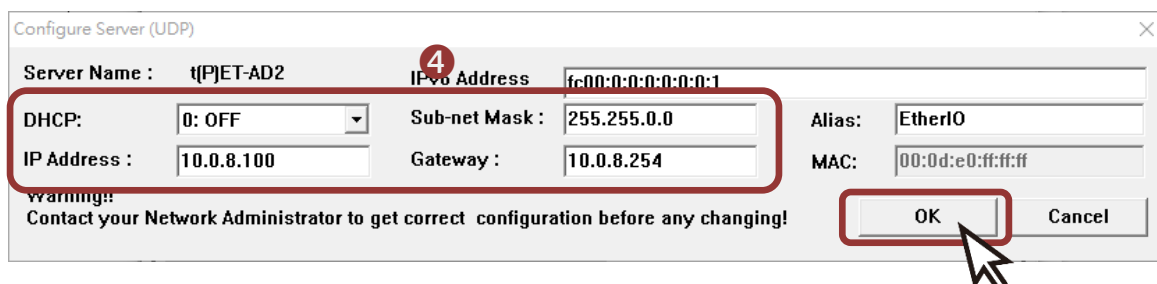 Configure Server (UDP)
4
Server Name : t(P)ET-AD2 IPv6 Address fc00:0:0:0:0:0:0:1
DHCP: 0: OFF Sub-net Mask : 255.255.0.0 Alias: EtherIO
IP Address : 10.0.8.100 Gateway : 10.0.8.254 MAC: 00:0d:e0:ff:ff:ff
Warning!!
Contact your Network Administrator to get correct configuration before any changing! OK Cancel